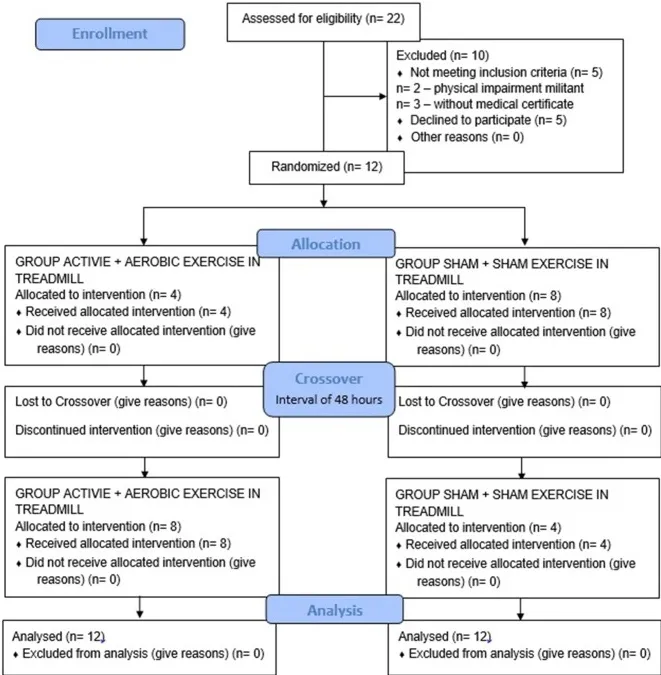 Enrollment
Assessed for eligibility (n= 22)
Excluded (n= 10)
♦ Not meeting inclusion criteria (n= 5)
n= 2 – physical impairment militant
n= 3 – without medical certificate
♦ Declined to participate (n= 5)
♦ Other reasons (n= 0)
Randomized (n= 12)
Allocation
GROUP ACTIVIE + AEROBIC EXERCISE IN
TREADMILL
Allocated to intervention (n= 4)
♦ Received allocated intervention (n= 4)
♦ Did not receive allocated intervention (give
reasons) (n= 0)
GROUP SHAM + SHAM EXERCISE IN
TREADMILL
Allocated to intervention (n= 8)
♦ Received allocated intervention (n= 8)
♦ Did not receive allocated intervention (give
reasons) (n= 0)
Crossover
Interval of 48 hours
Lost to Crossover (give reasons) (n= 0)
Discontinued intervention (give reasons) (n= 0)
Lost to Crossover (give reasons) (n= 0)
Discontinued intervention (give reasons) (n= 0)
GROUP ACTIVIE + AEROBIC EXERCISE IN
TREADMILL
Allocated to intervention (n= 8)
♦ Received allocated intervention (n= 8)
♦ Did not receive allocated intervention (give
reasons) (n= 0)
GROUP SHAM + SHAM EXERCISE IN
TREADMILL
Allocated to intervention (n= 4)
♦ Received allocated intervention (n= 4)
♦ Did not receive allocated intervention (give
reasons) (n= 0)
Analysis
Analysed (n= 12)
♦ Excluded from analysis (give reasons) (n= 0)
Analysed (n= 12)
♦ Excluded from analysis (give reasons) (n= 0)